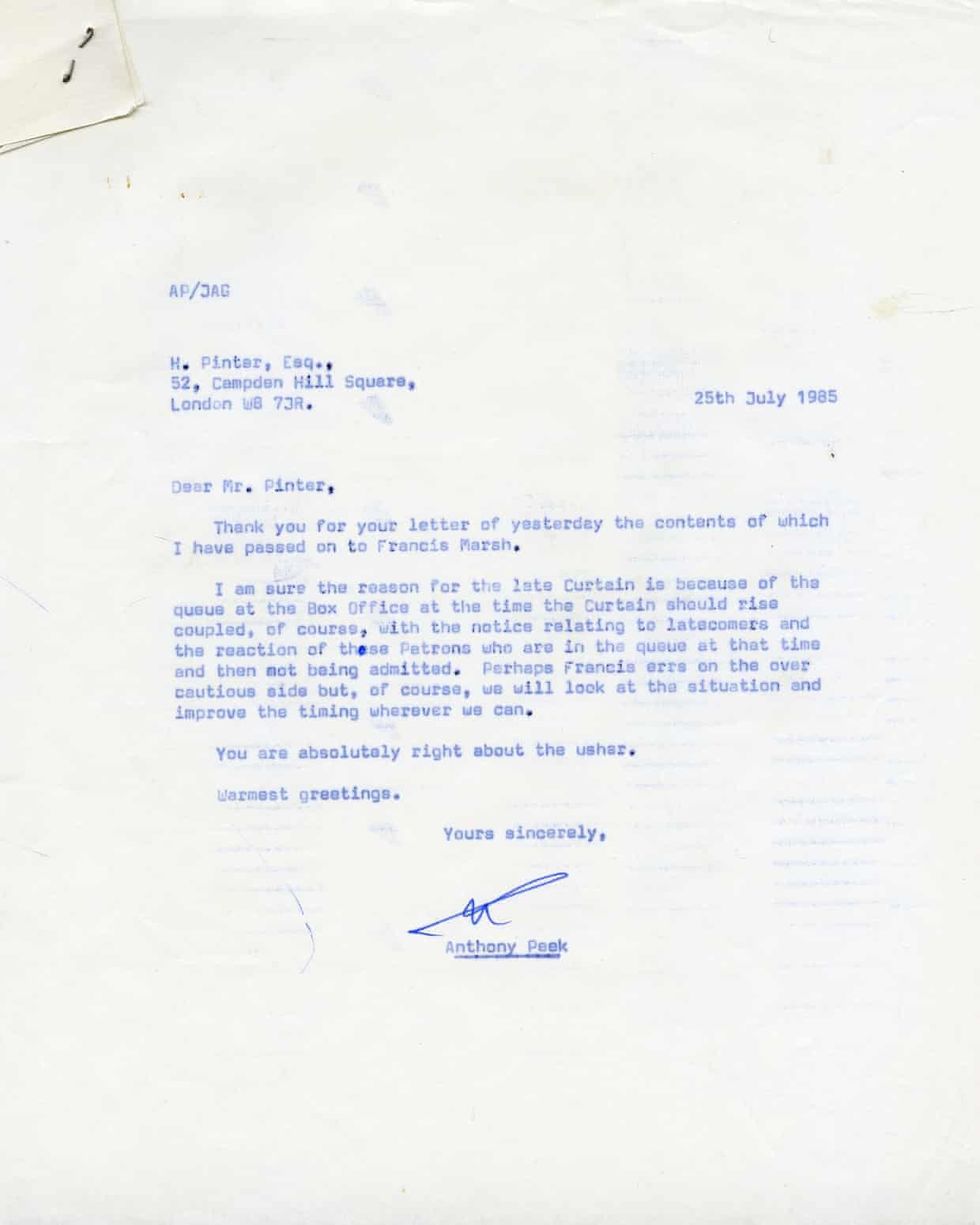 AP/JAG
H. Pinter, Esq.,
52, Campden Hill Square,
London W8 7JR.
25th July 1985
Dear Mr. Pinter,
Thank you for your letter of yesterday the contents of which
I have passed on to Francis Marsh.
I am sure the reason for the late Curtain is because of the
queue at the Box Office at the time the Curtain should rise
coupled, of course, with the notice relating to latecomers and
the reaction of these Patrons who are in the queue at that time
and then not being admitted. Perhaps Francis errs on the over
cautious side but, of course, we will look at the situation and
improve the timing wherever we can.
You are absolutely right about the usher.
Warmest greetings.
Yours sincerely,
Anthony Peek